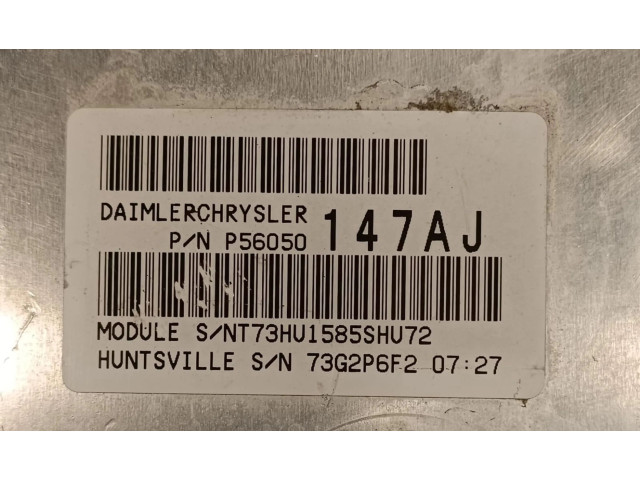 DAIMLERCHRYSLER
P/N P56050 147AJ
MODULE S/NT73HU1585SHU72
HUNTSVILLE S/N 73G2P6F2 07:27